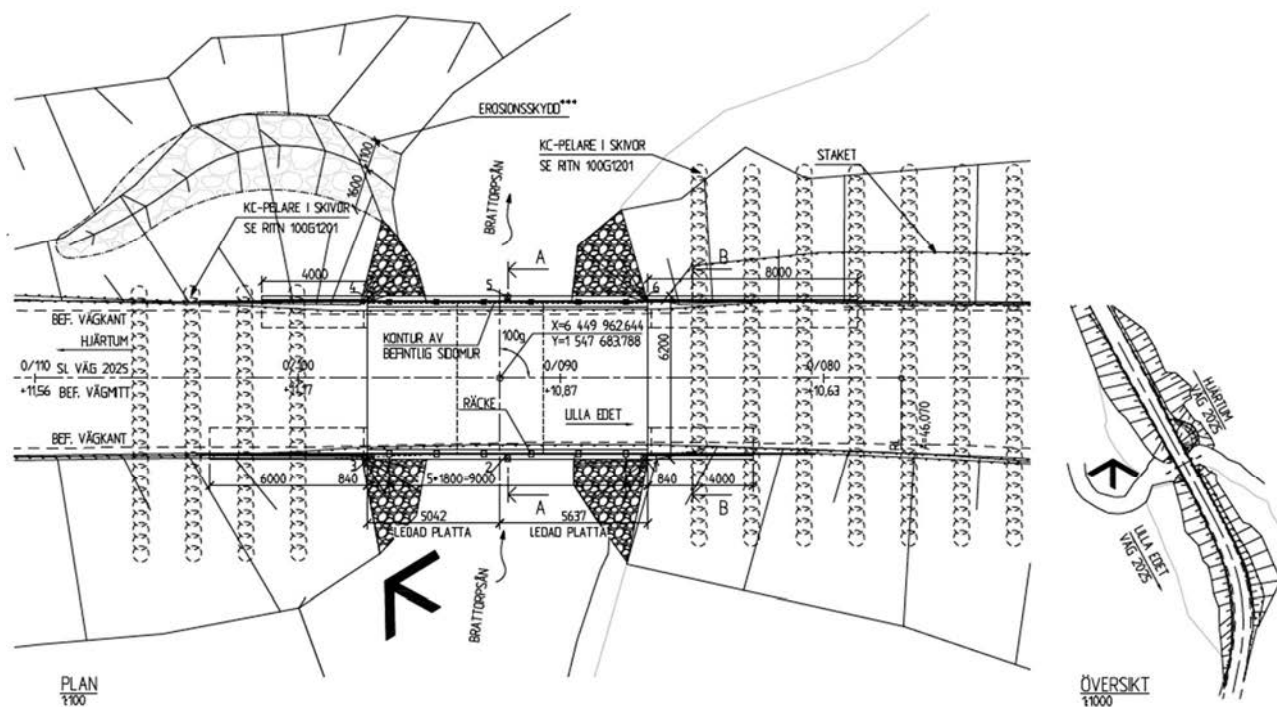 EROSIONSSKYDD***
1100
1600
KC-PELARE I SKIVOR
SE RITN 100G1201
BRATTORPSÅN
KC-PELARE I SKIVOR
SE RITN 100G1201
STAKET
A
B
4000
4
5
6
8000
BEF. VÄGKANT
HJÄRTUM
KONTUR AV
BEFINTLIG SIDOMUR
100g
X=6 449 962.644
Y=1 547 683.788
6200
0/110
SL VÄG 2025
0/100
0/090
0/080
+11,56
BEF. VÄGMITT
+10,87
+10,63
RÄCKE
LILLA EDET
RL
A=46.070
BEF. VÄGKANT
2
6000
840
5*1800=9000
840
4000
A
B
5042
5637
LEDAD PLATTA
LEDAD PLATTA
BRATTORPSÅN
PLAN
1:100
HJÄRTUM
VÄG 2025
LILLA EDET
VÄG 2025
ÖVERSIKT
1:1000